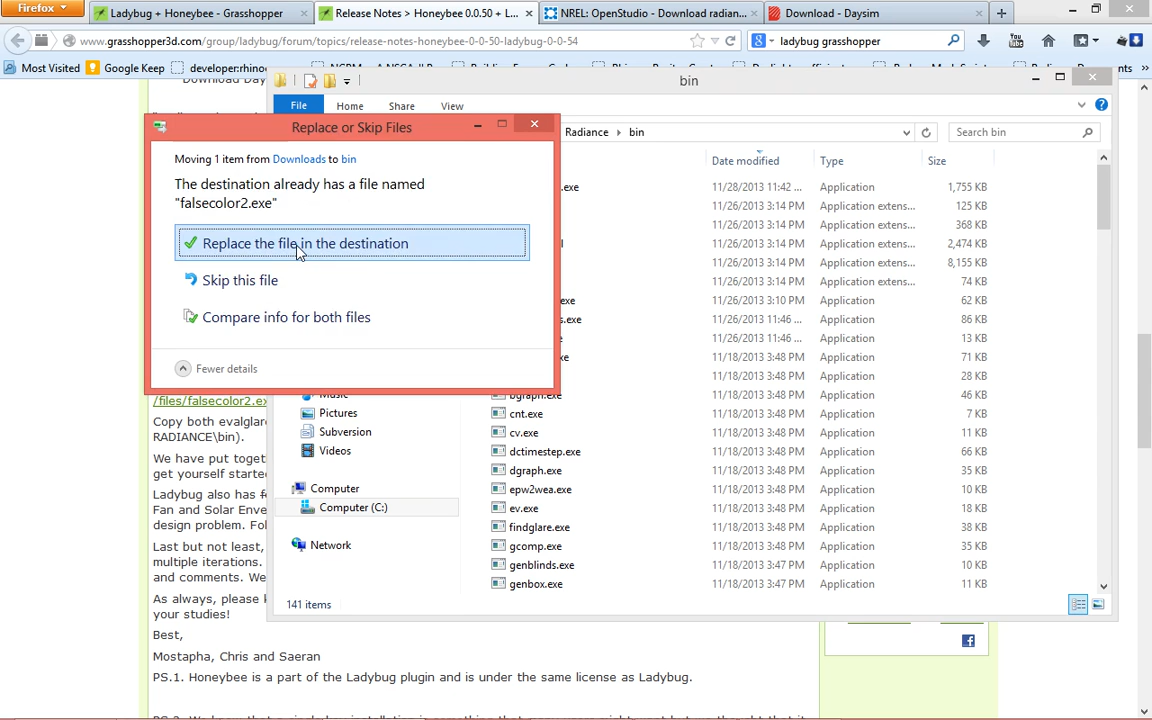 Firefox
Ladybug + Honeybee - Grasshopper
Release Notes > Honeybee 0.0.50 + L...
NREL: OpenStudio - Download radian...
Download - Daysim
www.grasshopper3d.com/group/ladybug/forum/topics/release-notes-honeybee-0-0-50-ladybug-0-0-54
ladybug grasshopper
Most Visited
Google Keep
developer:rhino
bin
File
Home
Share
View
Replace or Skip Files
Radiance
bin
Search bin
Moving 1 item from Downloads to bin
The destination already has a file named
"falsecolor2.exe"
Replace the file in the destination
Skip this file
Compare info for both files
Fewer details
Date modified
Type
Size
.exe 11/28/2013 11:42 ... Application 1,755 KB
11/26/2013 3:14 PM Application extens... 125 KB
11/26/2013 3:14 PM Application extens... 368 KB
11/26/2013 3:14 PM Application extens... 2,474 KB
11/26/2013 3:14 PM Application extens... 8,155 KB
11/26/2013 3:14 PM Application extens... 74 KB
exe 11/26/2013 3:10 PM Application 62 KB
s.exe 11/26/2013 11:46 ... Application 86 KB
11/26/2013 11:46 ... Application 13 KB
11/18/2013 3:48 PM Application 71 KB
11/18/2013 3:48 PM Application 28 KB
bgraph.exe 11/18/2013 3:48 PM Application 46 KB
cnt.exe 11/18/2013 3:48 PM Application 7 KB
cv.exe 11/18/2013 3:48 PM Application 11 KB
dctimestep.exe 11/18/2013 3:48 PM Application 66 KB
dgraph.exe 11/18/2013 3:48 PM Application 35 KB
epw2wea.exe 11/18/2013 3:48 PM Application 10 KB
ev.exe 11/18/2013 3:48 PM Application 18 KB
findglare.exe 11/18/2013 3:48 PM Application 38 KB
gcomp.exe 11/18/2013 3:48 PM Application 35 KB
genblinds.exe 11/18/2013 3:47 PM Application 10 KB
genbox.exe 11/18/2013 3:47 PM Application 11 KB
Music
Pictures
Subversion
Videos
Computer
Computer (C:)
Network
141 items
/files/falsecolor2.ex
Copy both evalglar
RADIANCE\bin).
We have put toget
get yourself starte
Ladybug also has fe
Fan and Solar Enve
design problem. Fol
Last but not least,
multiple iterations.
and comments. We
As always, please k
your studies!
Best,
Mostapha, Chris and Saeran
PS.1. Honeybee is a part of the Ladybug plugin and is under the same license as Ladybug.